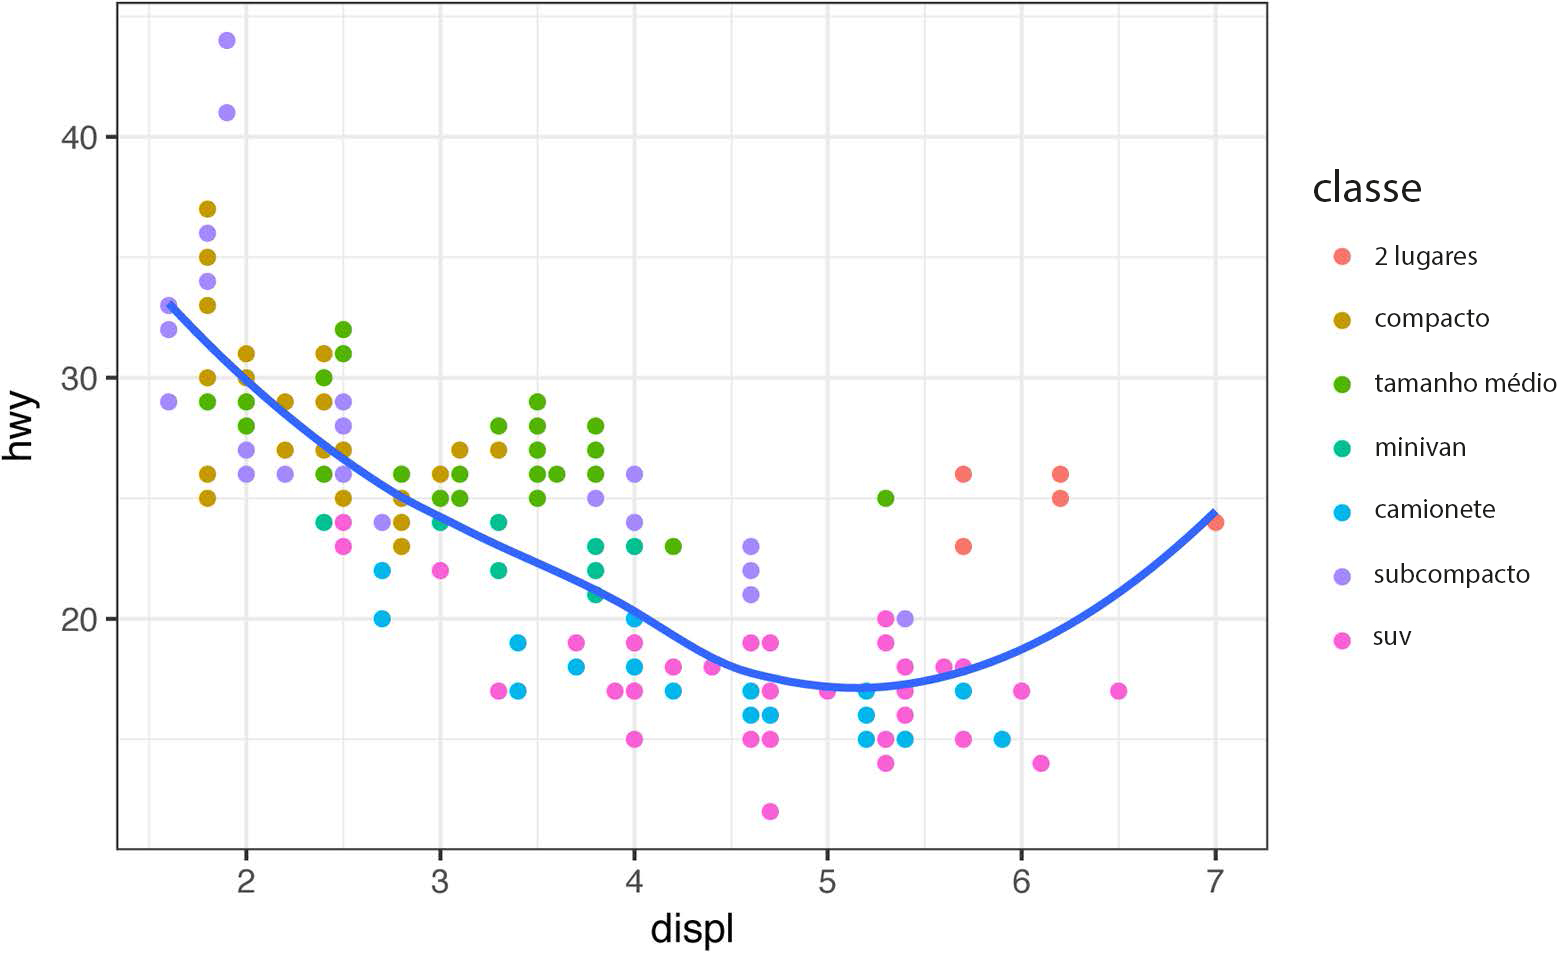 40
30
20
hwy
2 3 4 5 6 7
displ
classe
2 lugares
compacto
tamanho médio
minivan
camionete
subcompacto
suv